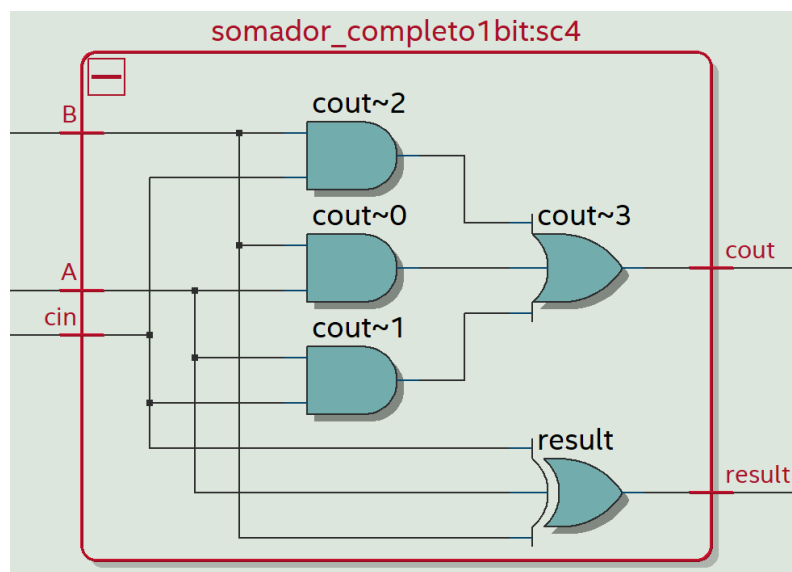 somador_completo1bit:sc4
cout~2
B
cout~0
cout~3
A
cout
cin
cout~1
result
result